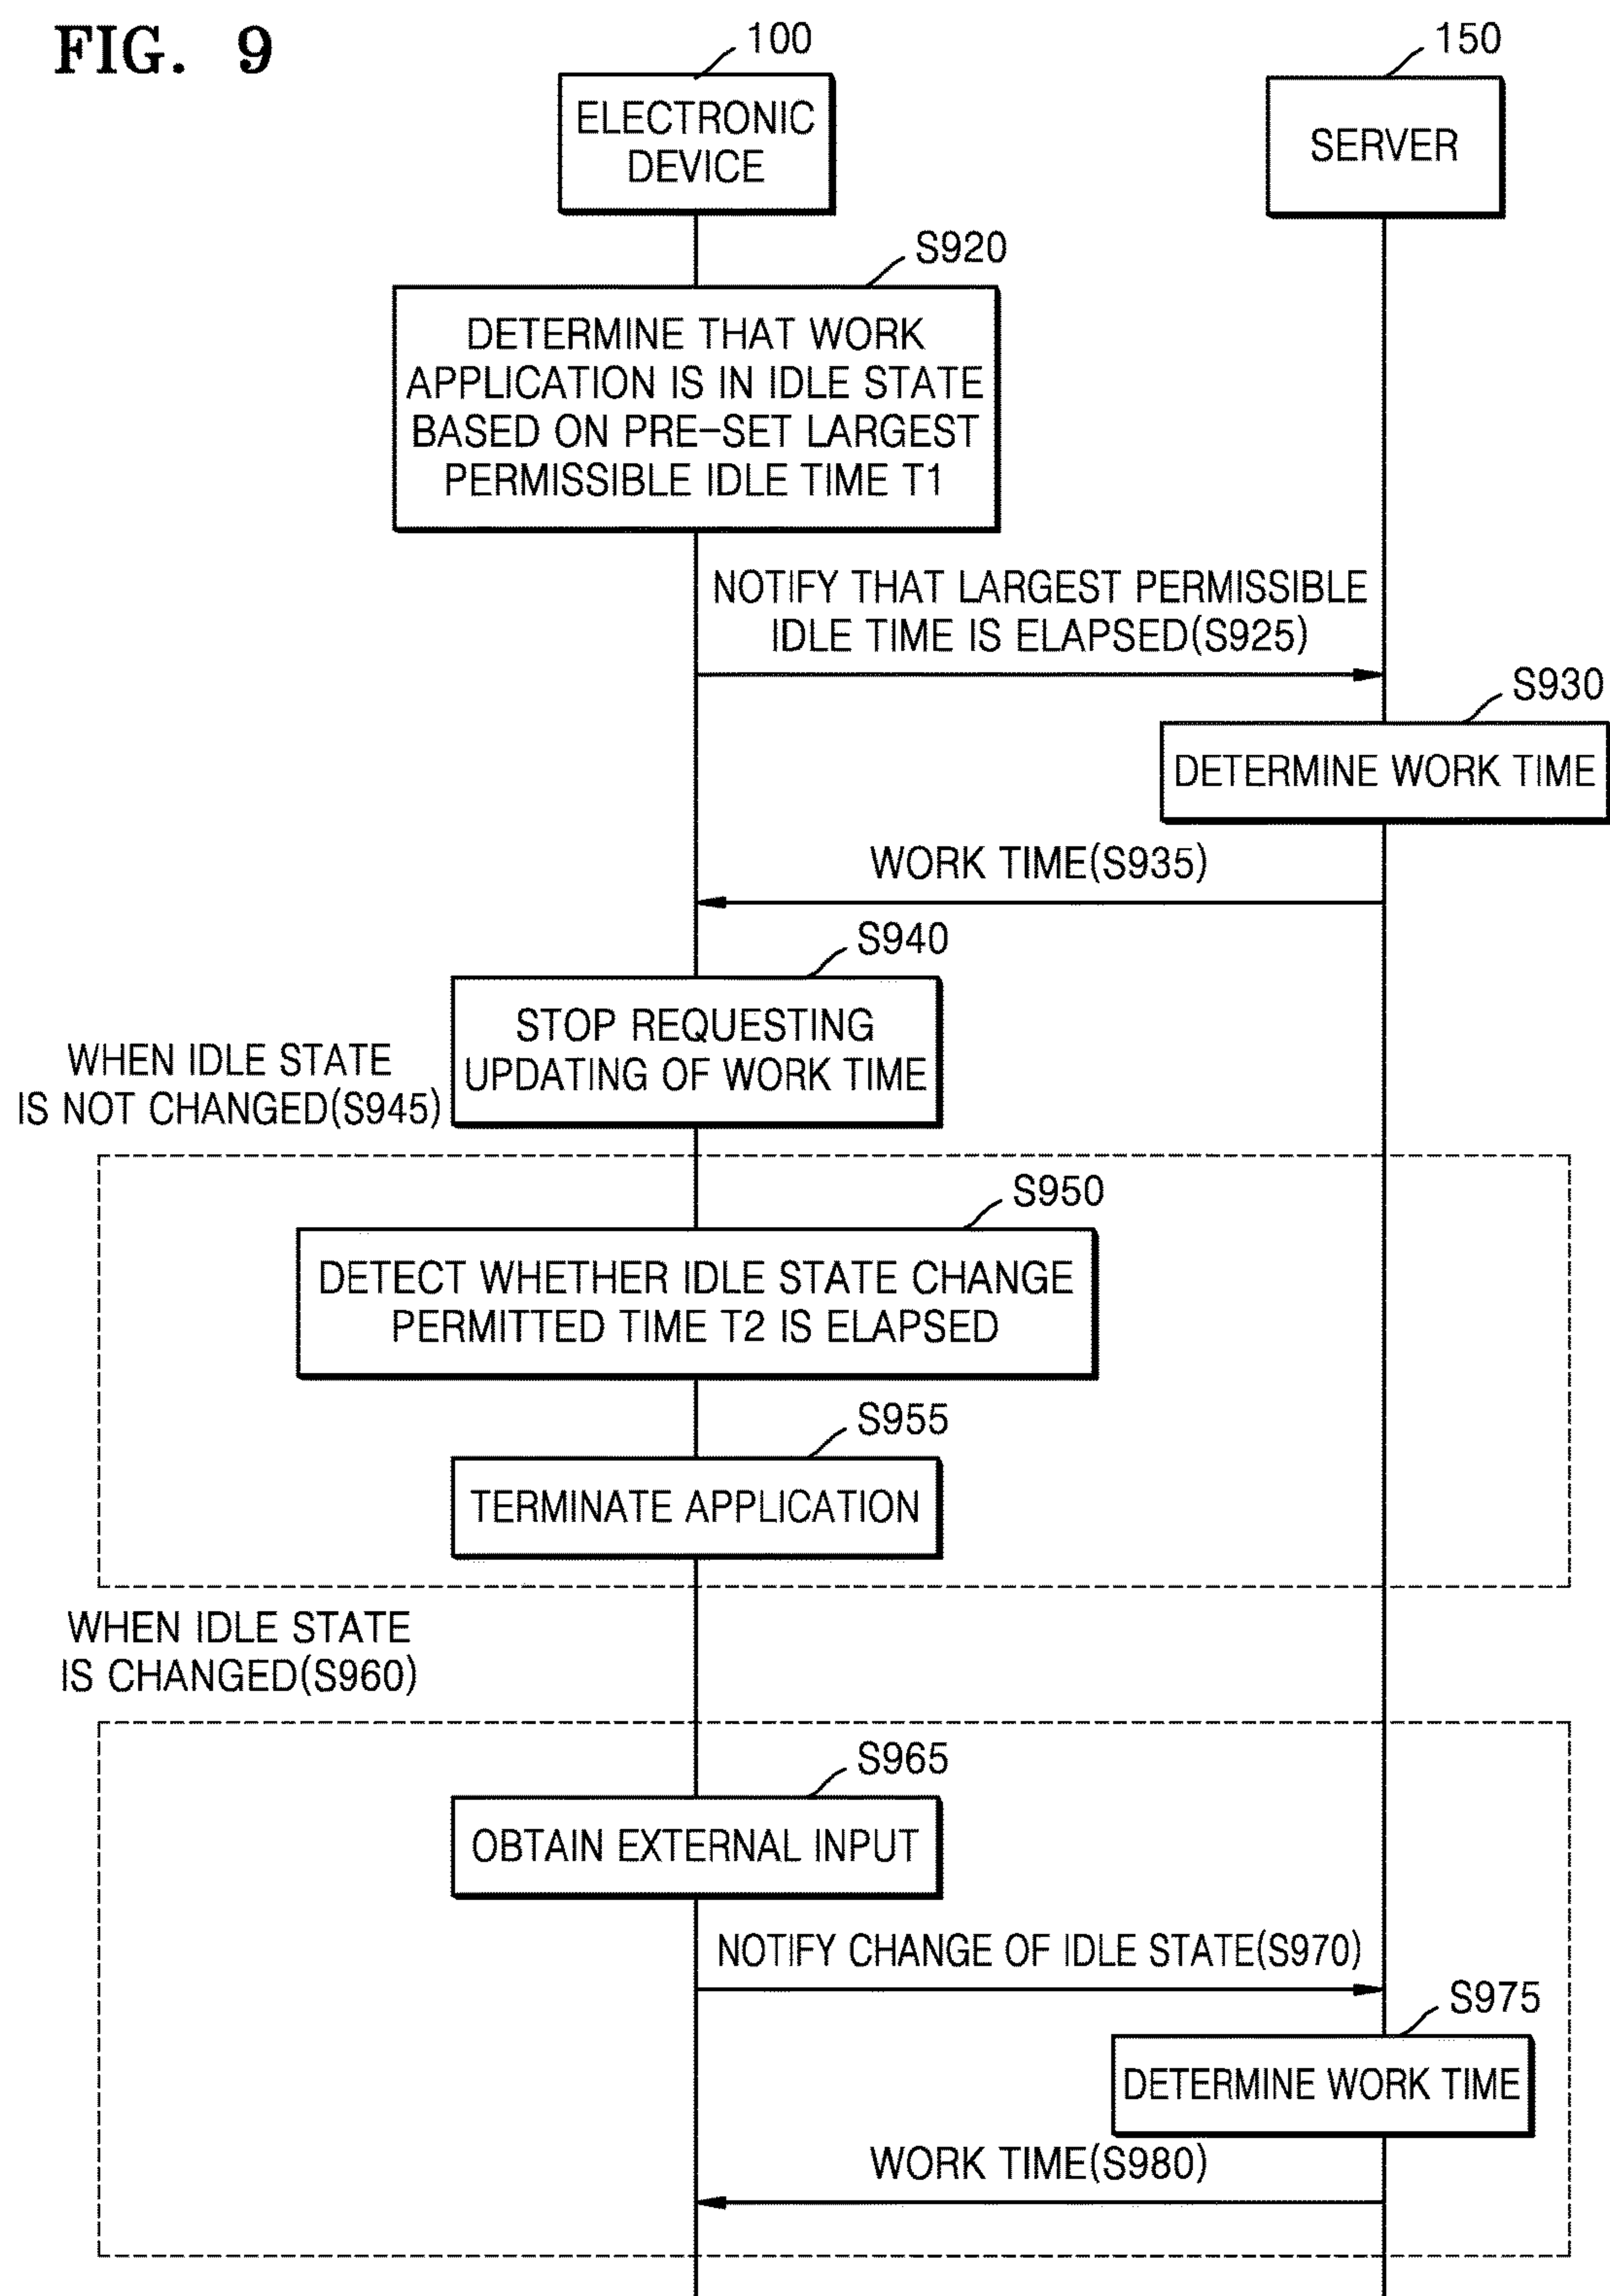 FIG. 9
100
150
ELECTRONIC
DEVICE
SERVER
S920
DETERMINE THAT WORK
APPLICATION IS IN IDLE STATE
BASED ON PRE-SET LARGEST
PERMISSIBLE IDLE TIME T1
NOTIFY THAT LARGEST PERMISSIBLE
IDLE TIME IS ELAPSED(S925)
S930
DETERMINE WORK TIME
WORK TIME(S935)
S940
STOP REQUESTING
UPDATING OF WORK TIME
WHEN IDLE STATE
IS NOT CHANGED(S945)
S950
DETECT WHETHER IDLE STATE CHANGE
PERMITTED TIME T2 IS ELAPSED
S955
TERMINATE APPLICATION
WHEN IDLE STATE
IS CHANGED(S960)
S965
OBTAIN EXTERNAL INPUT
NOTIFY CHANGE OF IDLE STATE(S970)
S975
DETERMINE WORK TIME
WORK TIME(S980)